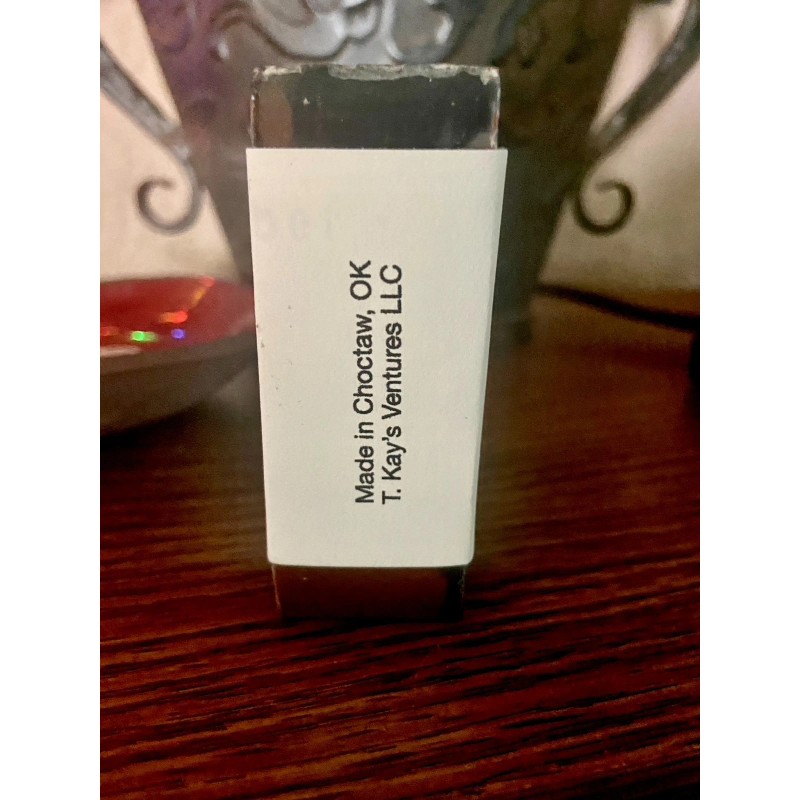 Made in Choctaw, OK
T. Kay's Ventures LLC